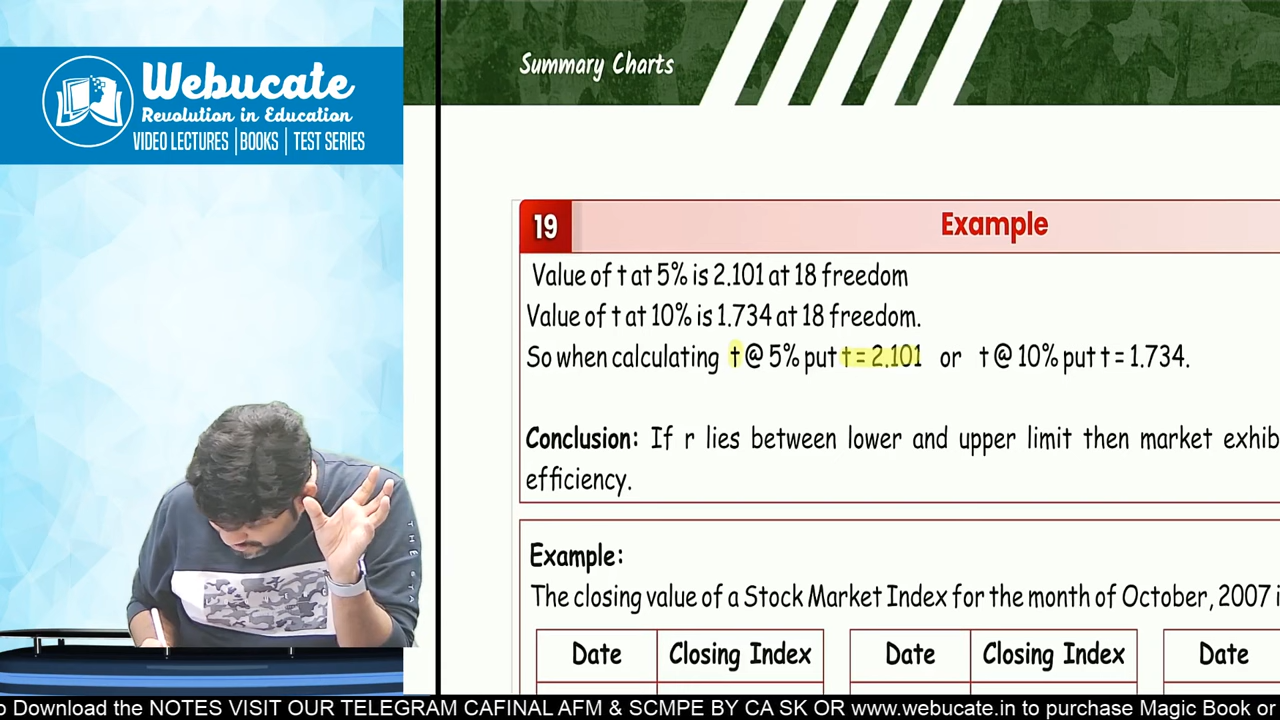 Webucate
Revolution in Education
VIDEO LECTURES | BOOKS | TEST SERIES
Summary Charts
19
Example
Value of t at 5% is 2.101 at 18 freedom
Value of t at 10% is 1.734 at 18 freedom.
So when calculating t @ 5% put t = 2.101 or t @ 10% put t = 1.734.
Conclusion: If r lies between lower and upper limit then market exhib
efficiency.
Example:
The closing value of a Stock Market Index for the month of October, 2007 i
Date Closing Index Date Closing Index Date
o Download the NOTES VISIT OUR TELEGRAM CAFINAL AFM & SCMPE BY CA SK OR www.webucate.in to purchase Magic Book or